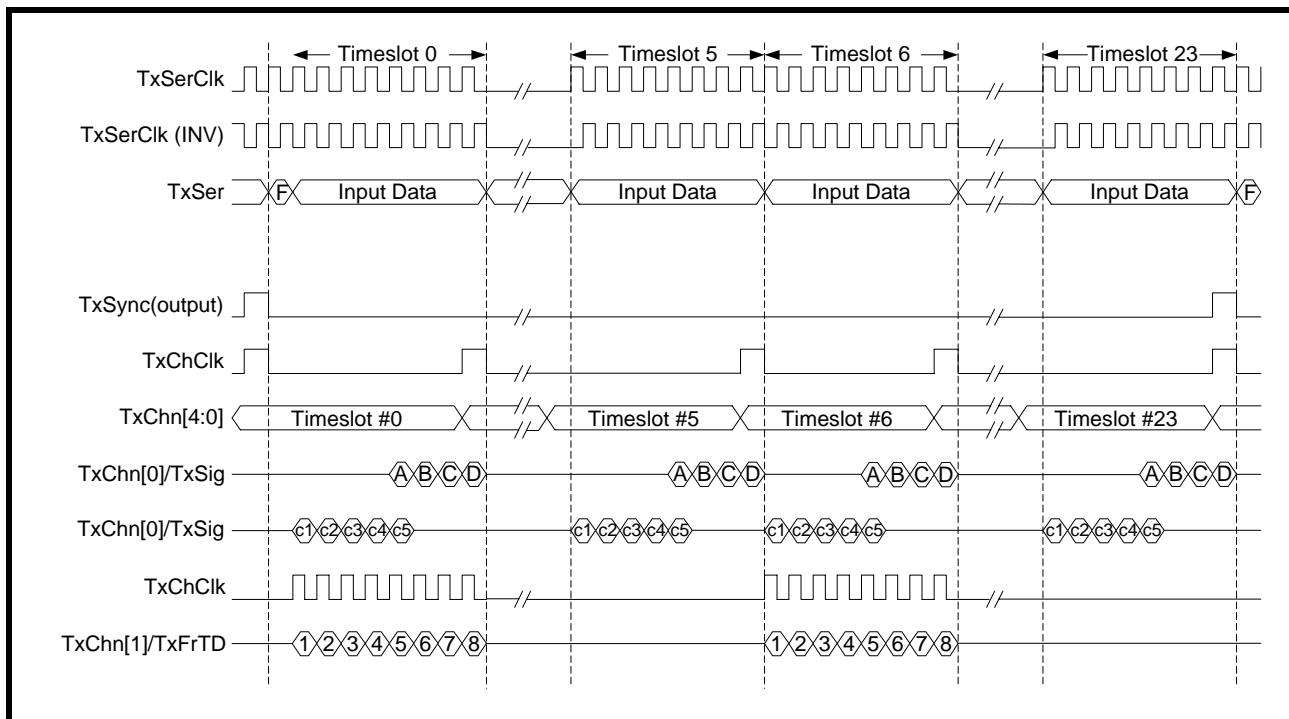 Timeslot 0 Timeslot 5 Timeslot 6 Timeslot 23
TxSerClk
TxSerClk (INV)
TxSer F Input Data Input Data Input Data Input Data F
TxSync(output)
TxChClk
TxChn[4:0] Timeslot #0 Timeslot #5 Timeslot #6 Timeslot #23
TxChn[0]/TxSig A B C D A B C D A B C D A B C D
TxChn[0]/TxSig c1 c2 c3 c4 c5 c1 c2 c3 c4 c5 c1 c2 c3 c4 c5 c1 c2 c3 c4 c5
TxChClk
TxChn[1]/TxFrTD 1 2 3 4 5 6 7 8 1 2 3 4 5 6 7 8